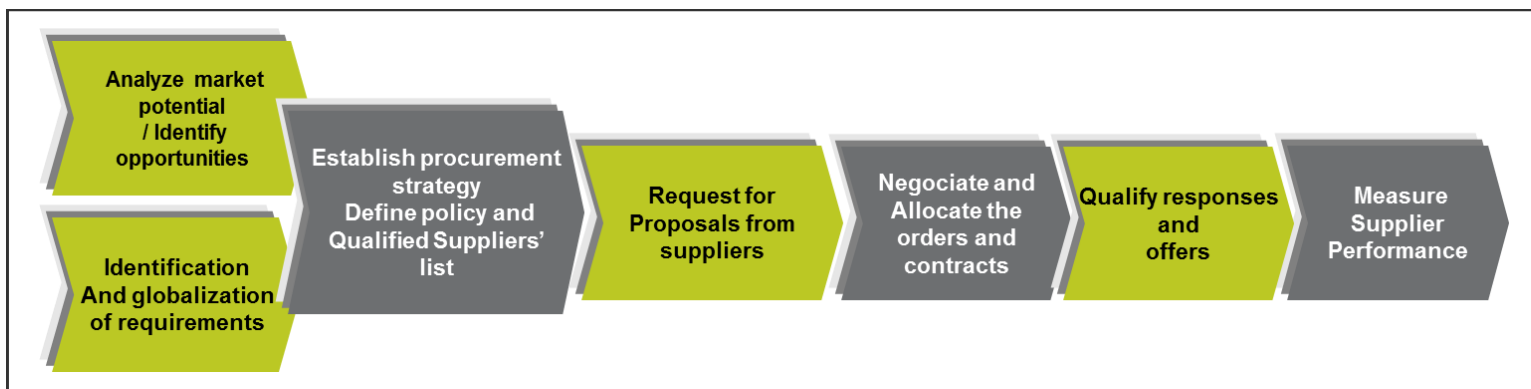 Analyze market
potential
/ Identify
opportunities
Identification
And globalization
of requirements
Establish procurement
strategy
Define policy and
Qualified Suppliers’
list
Request for
Proposals from
suppliers
Negociate and
Allocate the
orders and
contracts
Qualify responses
and
offers
Measure
Supplier
Performance